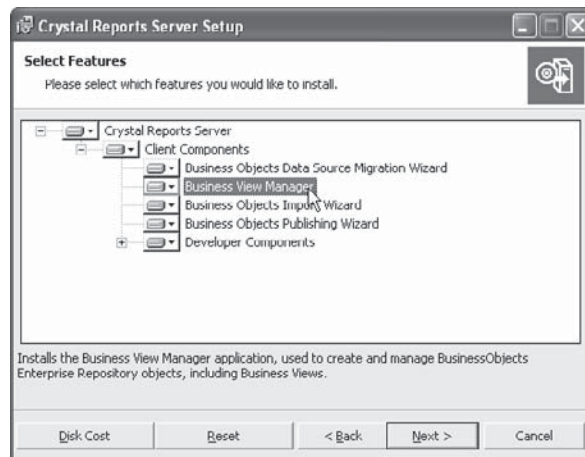 Crystal Reports Server Setup
Select Features
Please select which features you would like to install.
Crystal Reports Server
Client Components
Business Objects Data Source Migration Wizard
Business View Manager
Business Objects Import Wizard
Business Objects Publishing Wizard
Developer Components
Installs the Business View Manager application, used to create and manage BusinessObjects
Enterprise Repository objects, including Business Views.
Disk Cost Reset < Back Next > Cancel